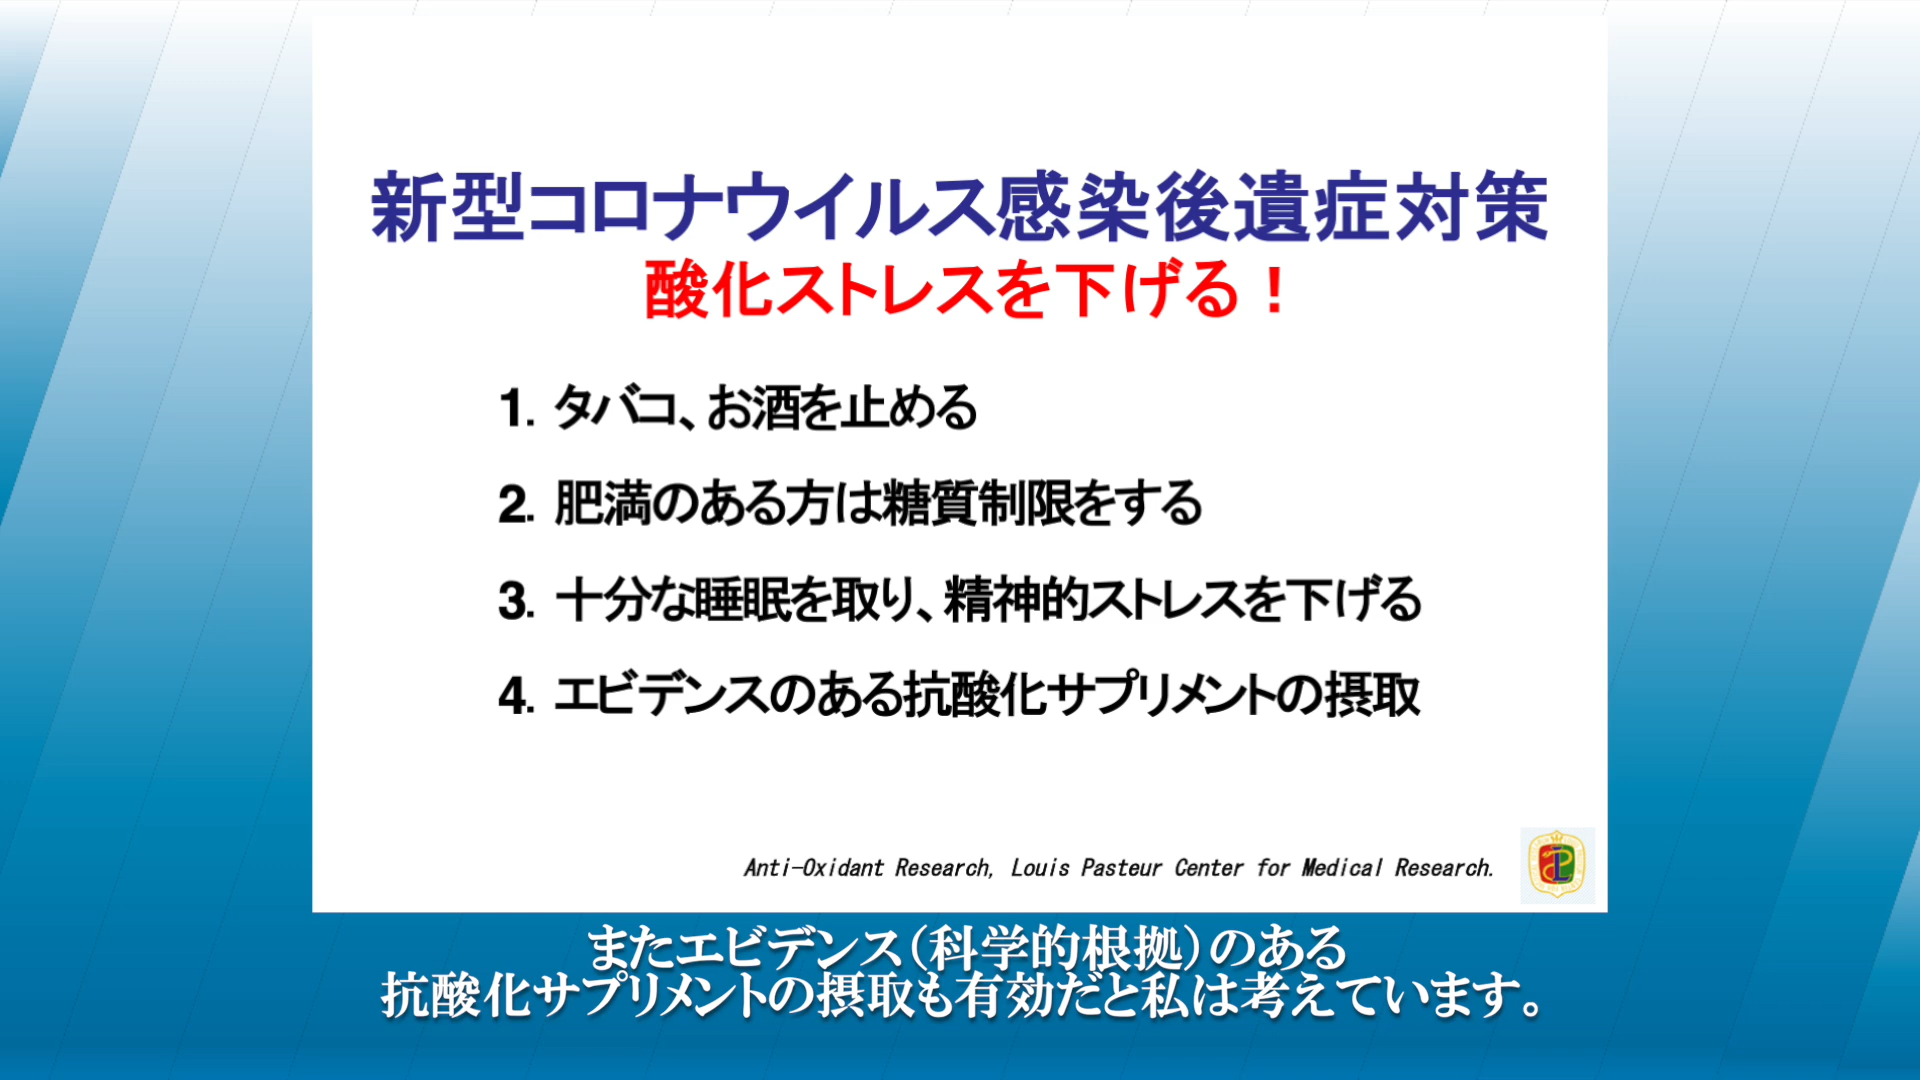 新型コロナウイルス感染後遺症対策
酸化ストレスを下げる！
1. タバコ、お酒を止める
2. 肥満のある方は糖質制限をする
3. 十分な睡眠を取り、精神的ストレスを下げる
4. エビデンスのある抗酸化サプリメントの摂取
Anti-Oxidant Research, Louis Pasteur Center for Medical Research.
またエビデンス（科学的根拠）のある
抗酸化サプリメントの摂取も有効だと私は考えています。